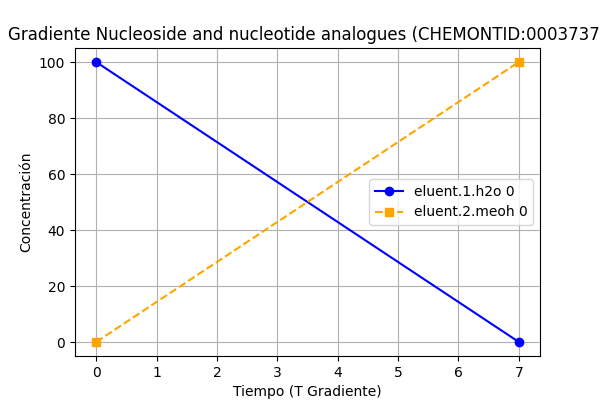 Gradiente Nucleoside and nucleotide analogues (CHEMONTID:0003737
100
80
60
40
20
0
Concentración
eluent.1.h2o 0
eluent.2.meoh 0
0 1 2 3 4 5 6 7
Tiempo (T Gradiente)